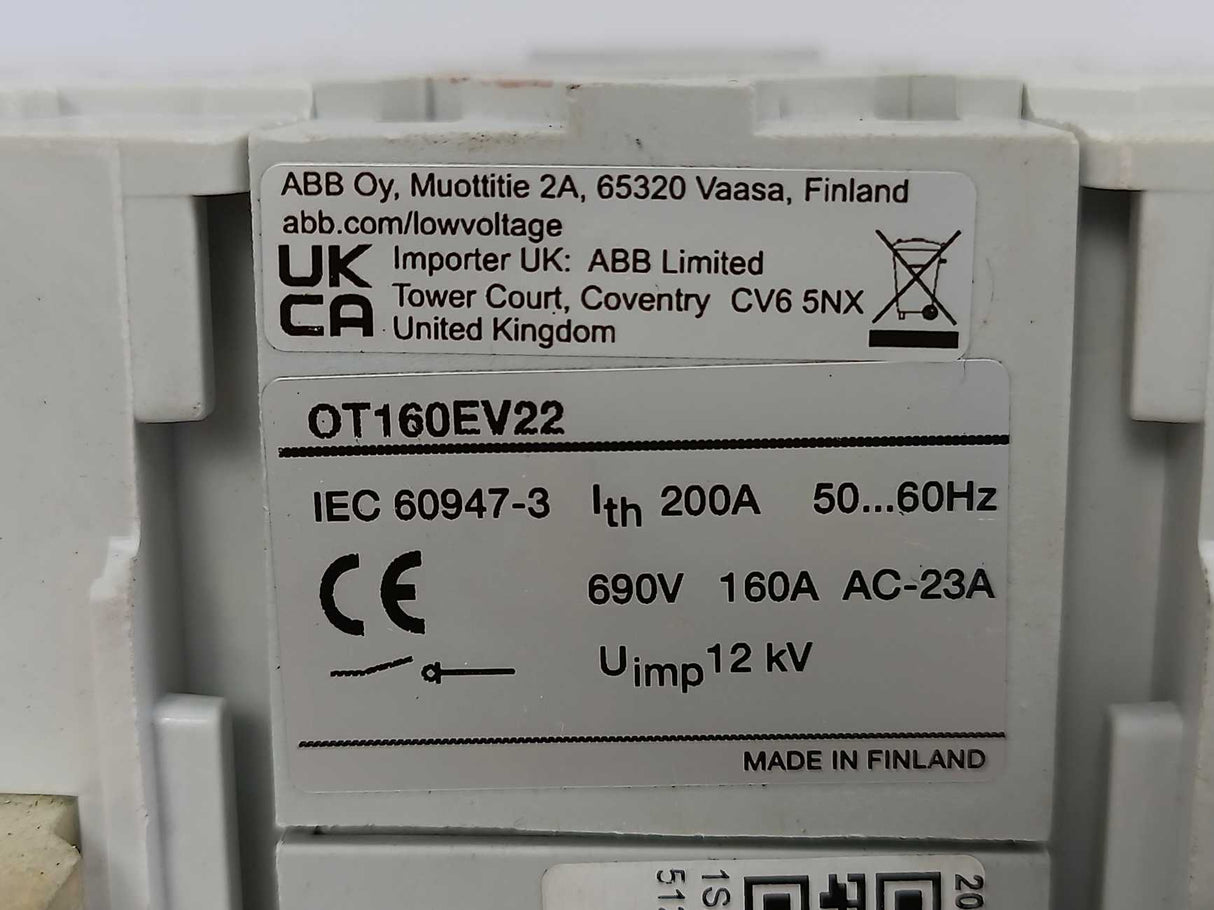 ABB Oy, Muottitie 2A, 65320 Vaasa, Finland
abb.com/lowvoltage
UK
CA
Importer UK: ABB Limited
Tower Court, Coventry CV6 5NX
United Kingdom
OT160EV22
IEC 60947-3 Ith 200A 50...60Hz
CE
690V 160A AC-23A
Uimp 12 kV
MADE IN FINLAND